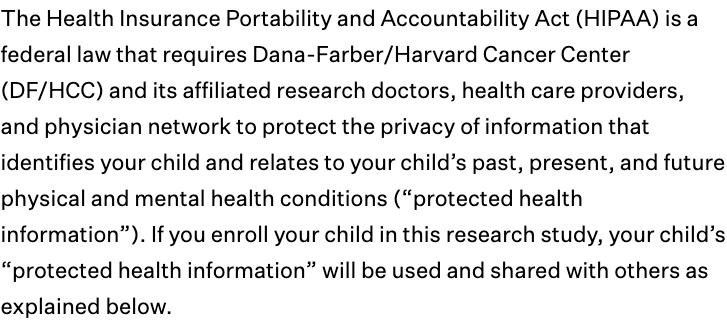 The Health Insurance Portability and Accountability Act (HIPAA) is a
federal law that requires Dana-Farber/Harvard Cancer Center
(DF/HCC) and its affiliated research doctors, health care providers,
and physician network to protect the privacy of information that
identifies your child and relates to your child’s past, present, and future
physical and mental health conditions (“protected health
information”). If you enroll your child in this research study, your child’s
“protected health information” will be used and shared with others as
explained below.